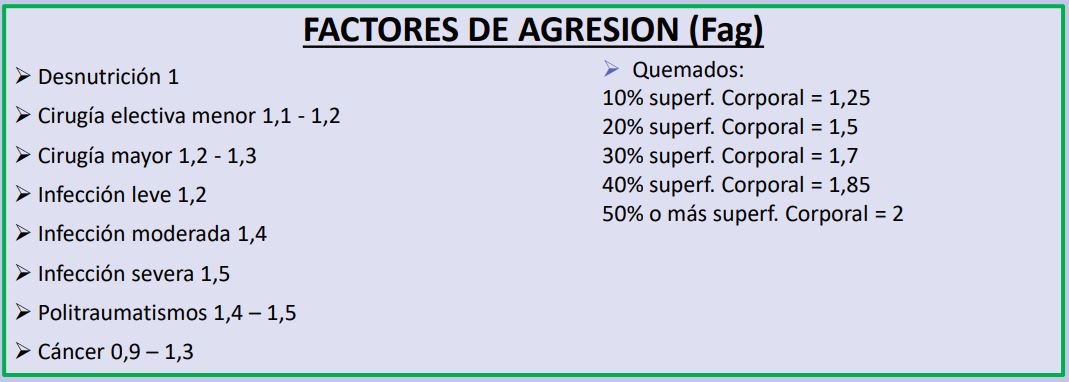 FACTORES DE AGRESION (Fag)
➢ Desnutrición 1
➢ Cirugía electiva menor 1,1 - 1,2
➢ Cirugía mayor 1,2 - 1,3
➢ Infección leve 1,2
➢ Infección moderada 1,4
➢ Infección severa 1,5
➢ Politraumatismos 1,4 – 1,5
➢ Cáncer 0,9 – 1,3
➢ Quemados:
10% superf. Corporal = 1,25
20% superf. Corporal = 1,5
30% superf. Corporal = 1,7
40% superf. Corporal = 1,85
50% o más superf. Corporal = 2